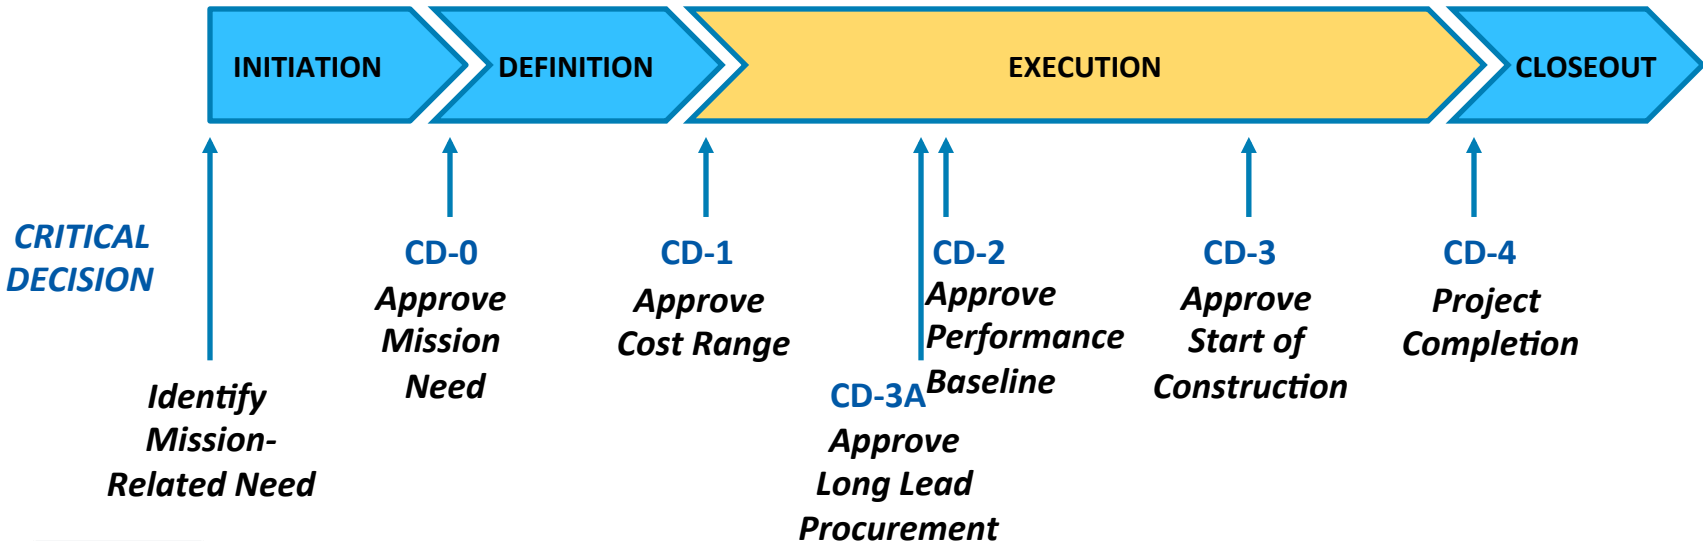 INITIATION
DEFINITION
EXECUTION
CLOSEOUT
CRITICAL
DECISION
Identify
Mission-
Related Need
CD-0
Approve
Mission
Need
CD-1
Approve
Cost Range
CD-3A
Approve
Long Lead
Procurement
CD-2
Approve
Performance
Baseline
CD-3
Approve
Start of
Construction
CD-4
Project
Completion